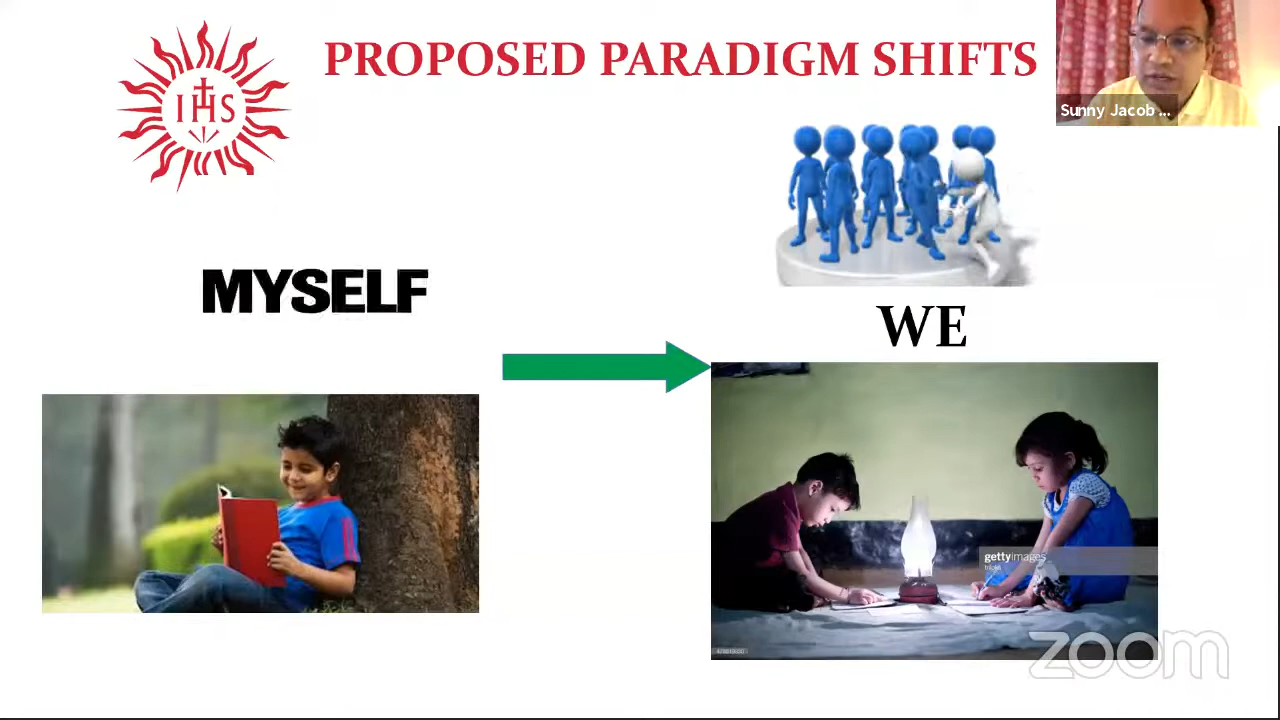 IHS
PROPOSED PARADIGM SHIFTS
Sunny Jacob ...
MYSELF
WE
gettyimages
zoom